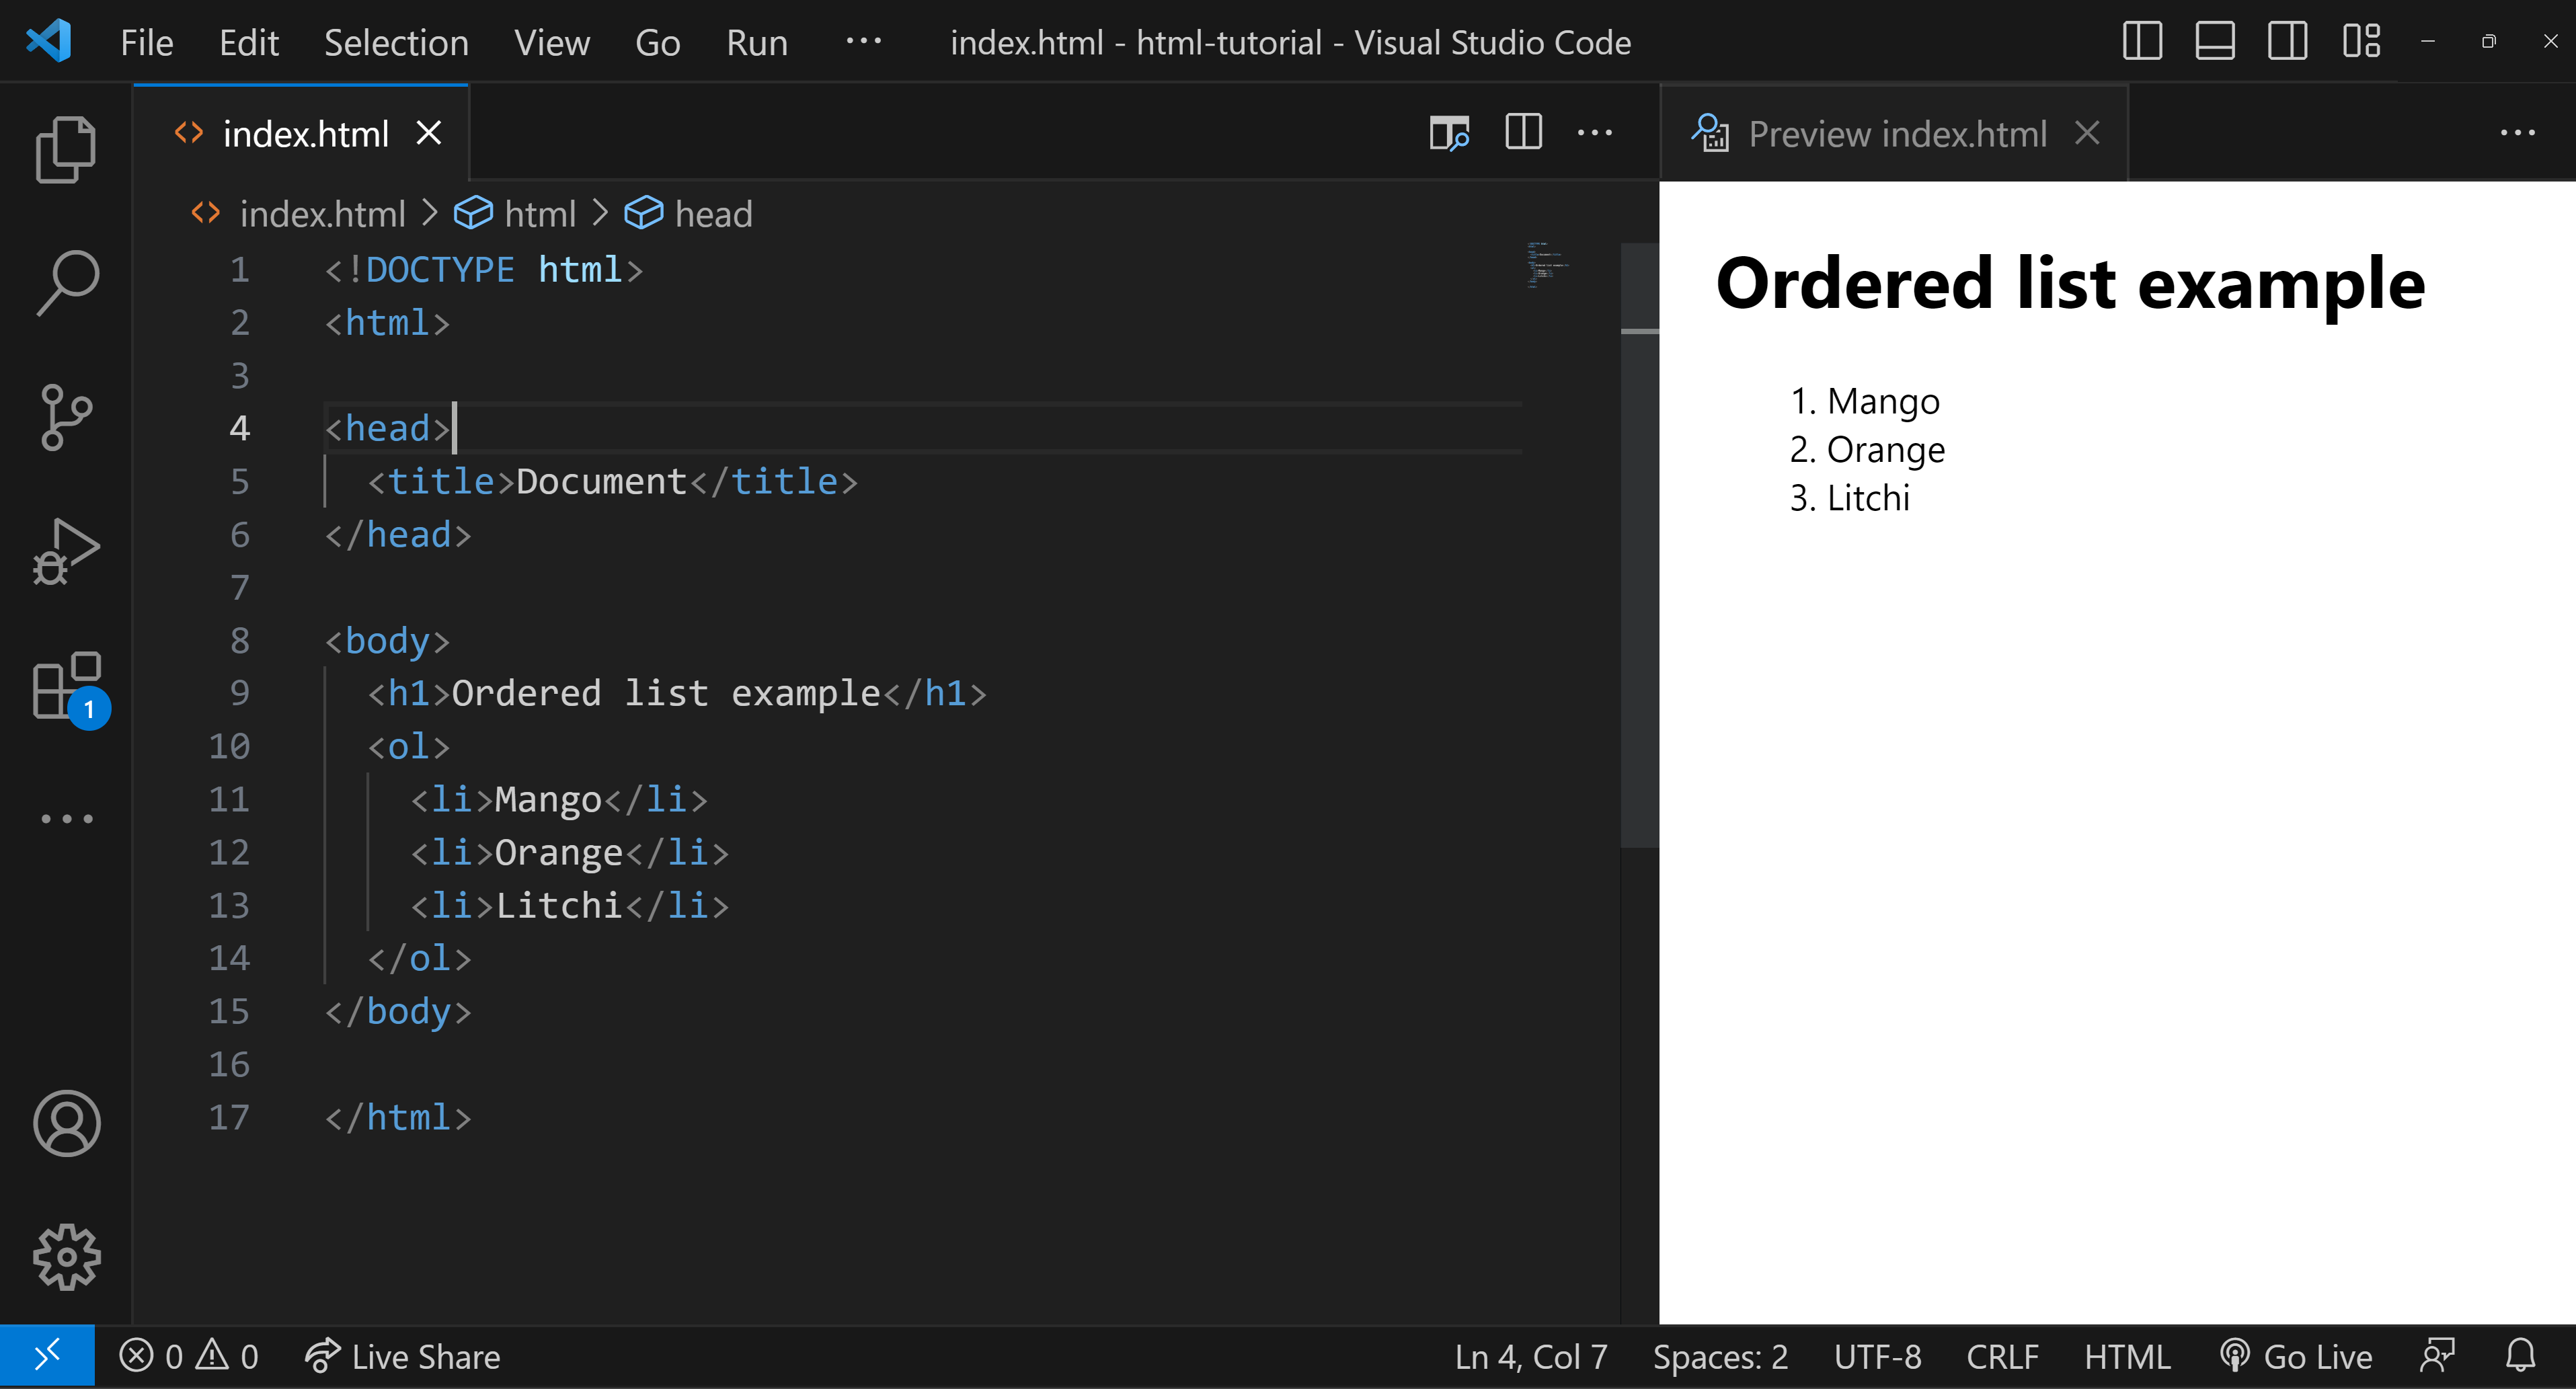 File Edit Selection View Go Run ··· index.html - html-tutorial - Visual Studio Code
index.html
Preview index.html
index.html > html > head
1 <!DOCTYPE html>
2 <html>
3
4 <head>
5 <title>Document</title>
6 </head>
7
8 <body>
9 <h1>Ordered list example</h1>
10 <ol>
11 <li>Mango</li>
12 <li>Orange</li>
13 <li>Litchi</li>
14 </ol>
15 </body>
16
17 </html>
1
Ordered list example
1. Mango
2. Orange
3. Litchi
0 0 Live Share Ln 4, Col 7 Spaces: 2 UTF-8 CRLF HTML Go Live